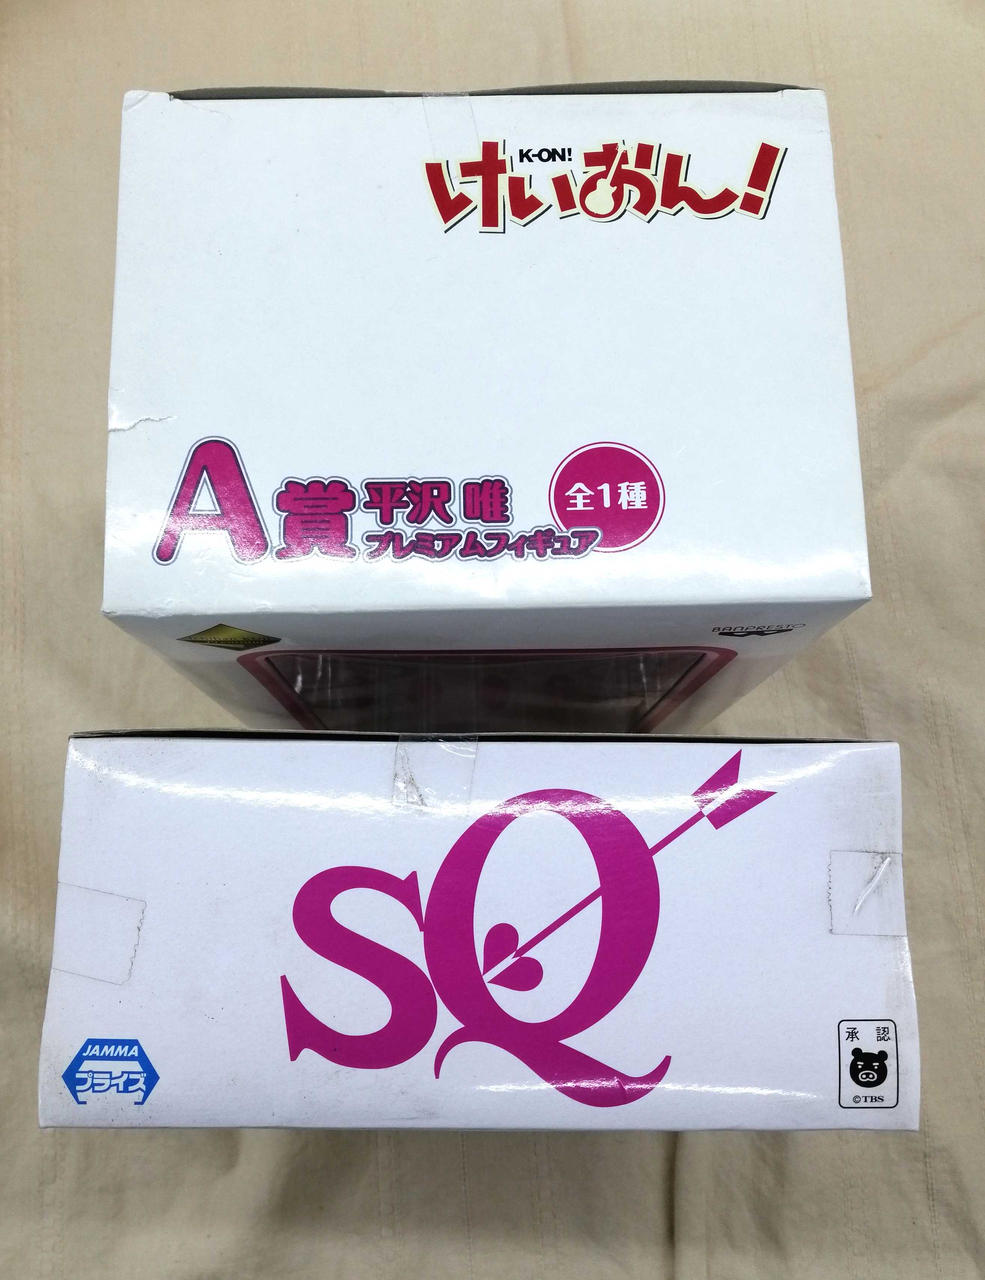 K-ON!
けいおん!
A賞 平沢 唯
プレミアムフィギュア
全1種
BANPRESTO
SQ
JAMMA
プライズ
承認
©TBS